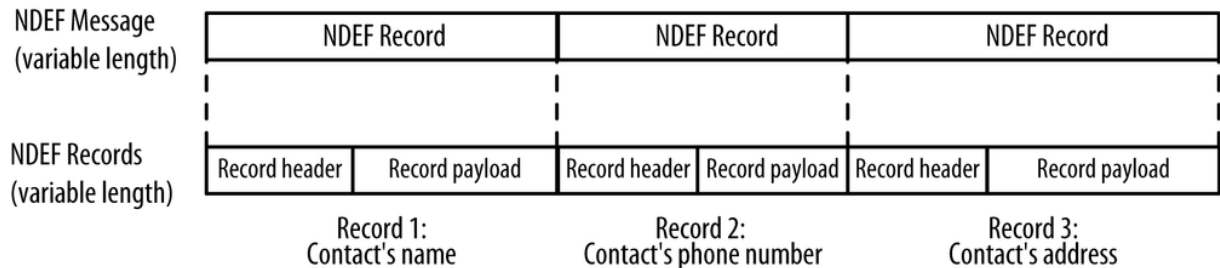 NDEF Message
(variable length)
NDEF Record
NDEF Record
NDEF Record
NDEF Records
(variable length)
Record header
Record payload
Record header
Record payload
Record header
Record payload
Record 1:
Contact's name
Record 2:
Contact's phone number
Record 3:
Contact's address